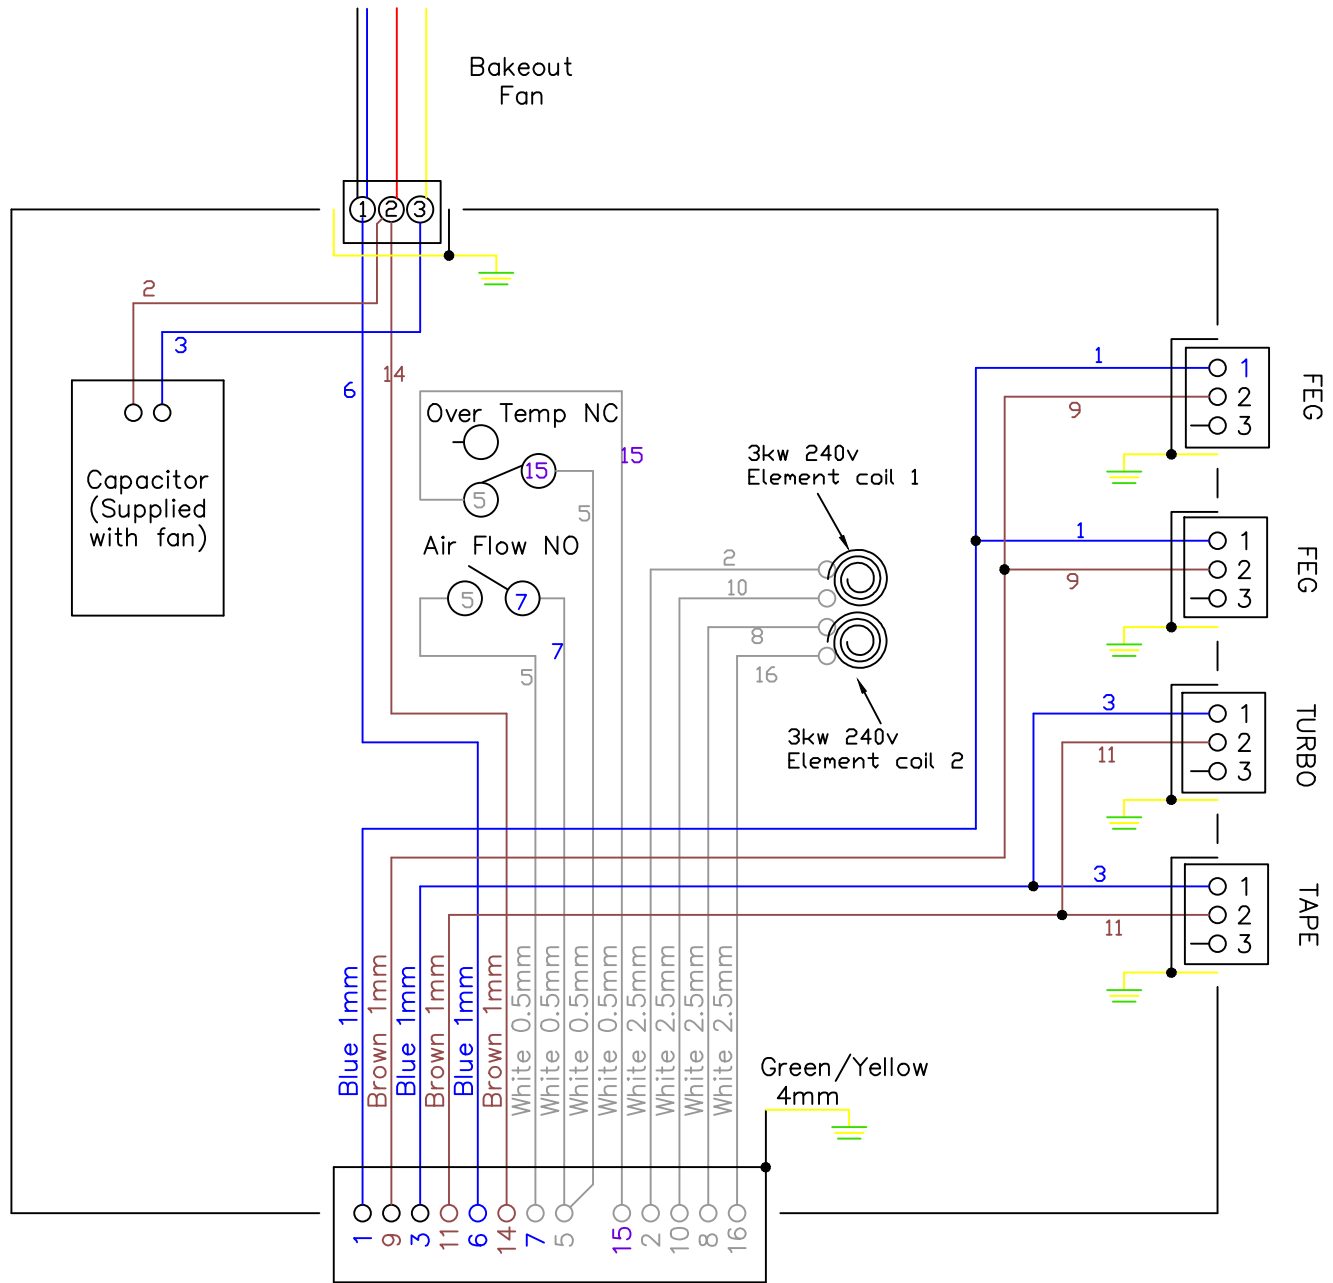 Bakeout
Fan
1 2 3
2
3
6
14
Over Temp NC
15
15
5
5
Air Flow NO
5
7
7
5
Capacitor
(Supplied
with fan)
3kw 240v
Element coil 1
2
10
8
16
3kw 240v
Element coil 2
1
9
1
2
3
FEG
1
9
1
2
3
FEG
3
11
1
2
3
TURBO
3
11
1
2
3
TAPE
Blue 1mm
Brown 1mm
Blue 1mm
Brown 1mm
Blue 1mm
Brown 1mm
White 0.5mm
White 0.5mm
White 0.5mm
White 0.5mm
White 2.5mm
White 2.5mm
White 2.5mm
White 2.5mm
Green/Yellow
4mm
1 9 3 11 6 14 7 5 15 2 10 8 16